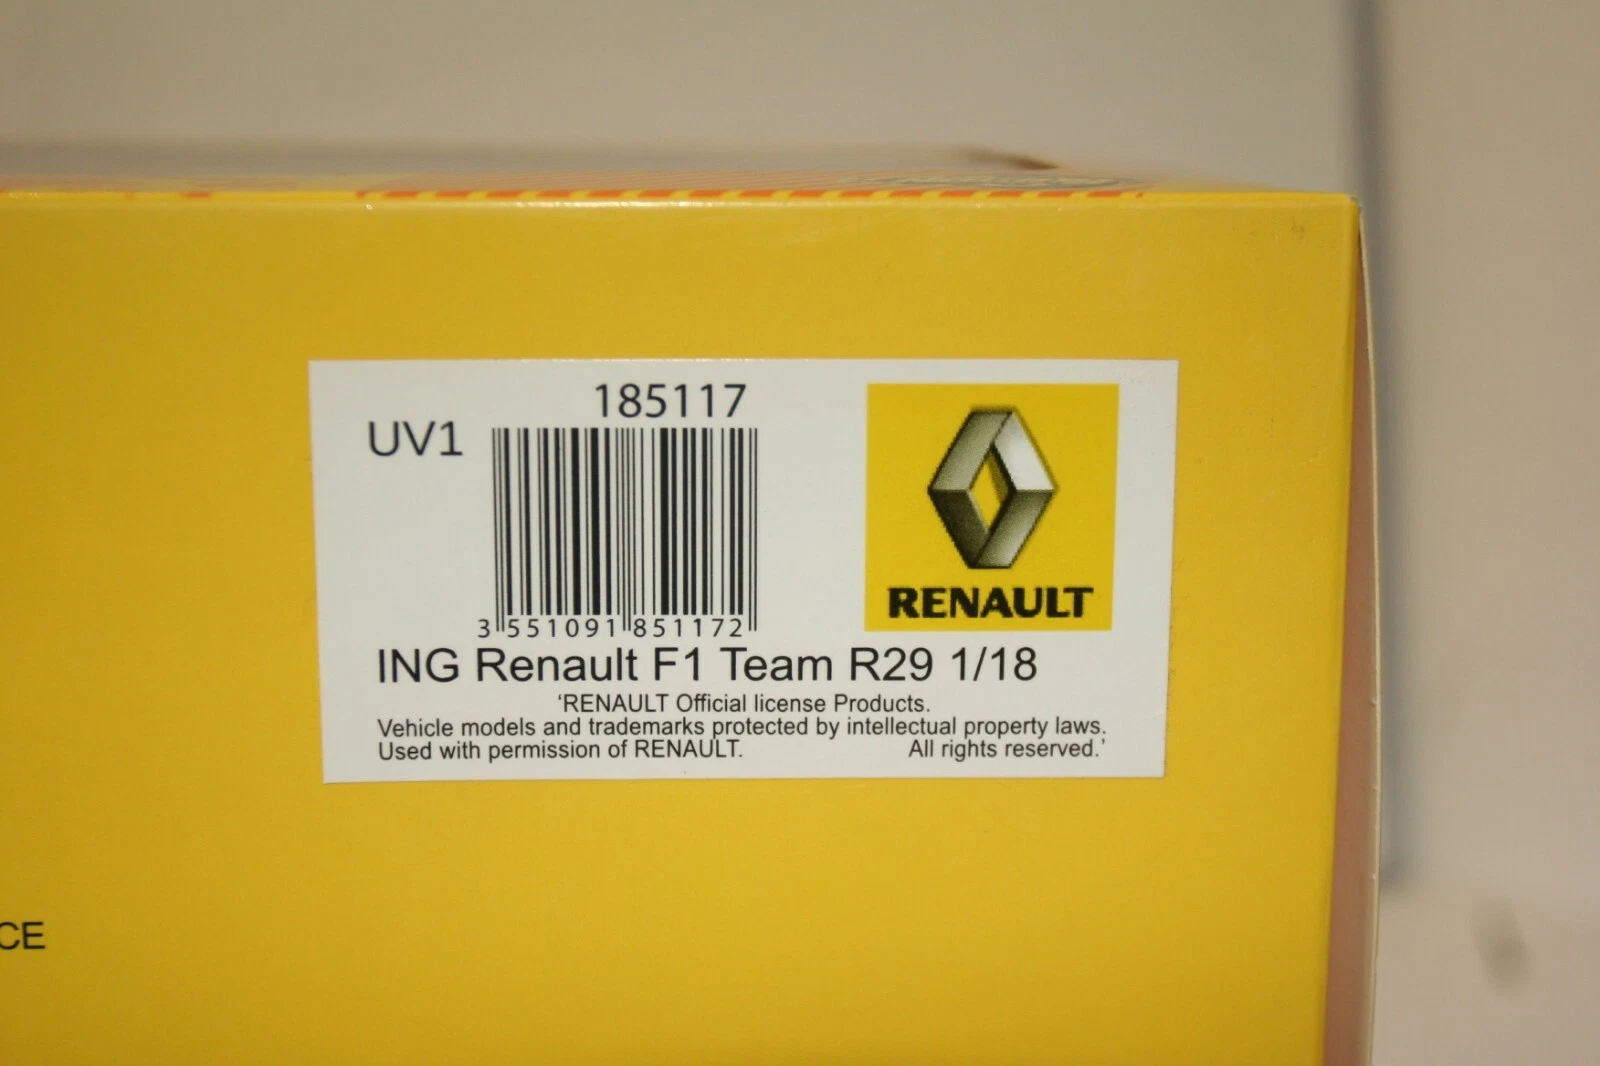 185117
UV1
3 551091 851172
RENAULT
ING Renault F1 Team R29 1/18
‘RENAULT Official license Products.
Vehicle models and trademarks protected by intellectual property laws.
Used with permission of RENAULT. All rights reserved.’
CE